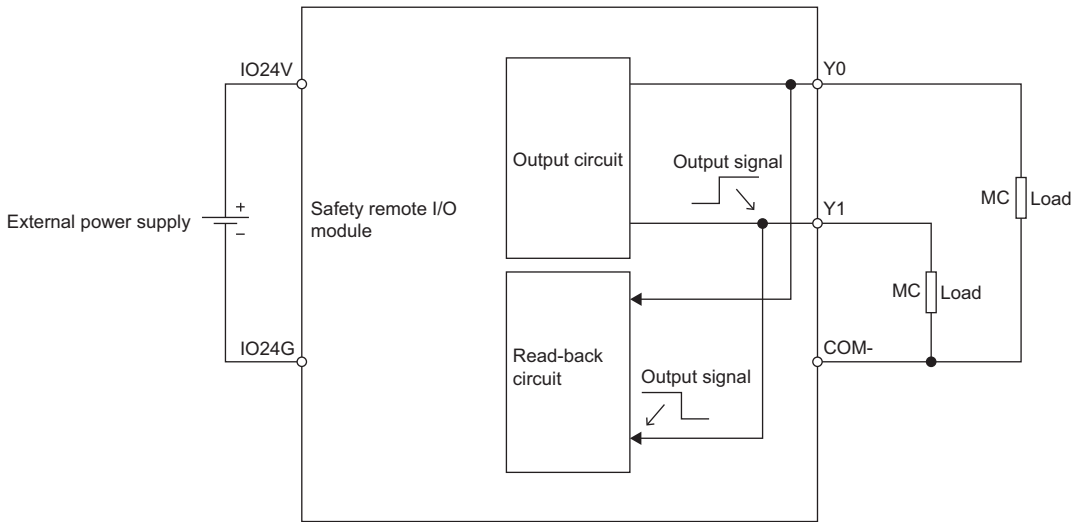 IO24V
Y0
Output circuit
Output signal
MC
Load
Safety remote I/O
module
External power supply
+
−
Y1
MC
Load
IO24G
COM-
Read-back
circuit
Output signal